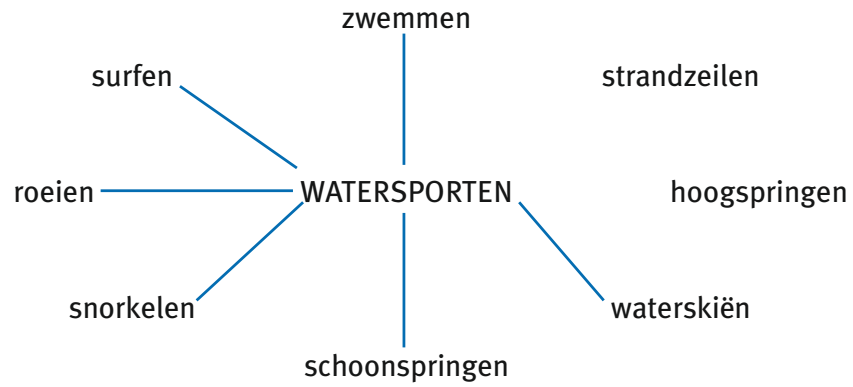 zwemmen
surfen
strandzeilen
roeien
WATERSPORTEN
hoogspringen
snorkelen
waterskiën
schoonspringen